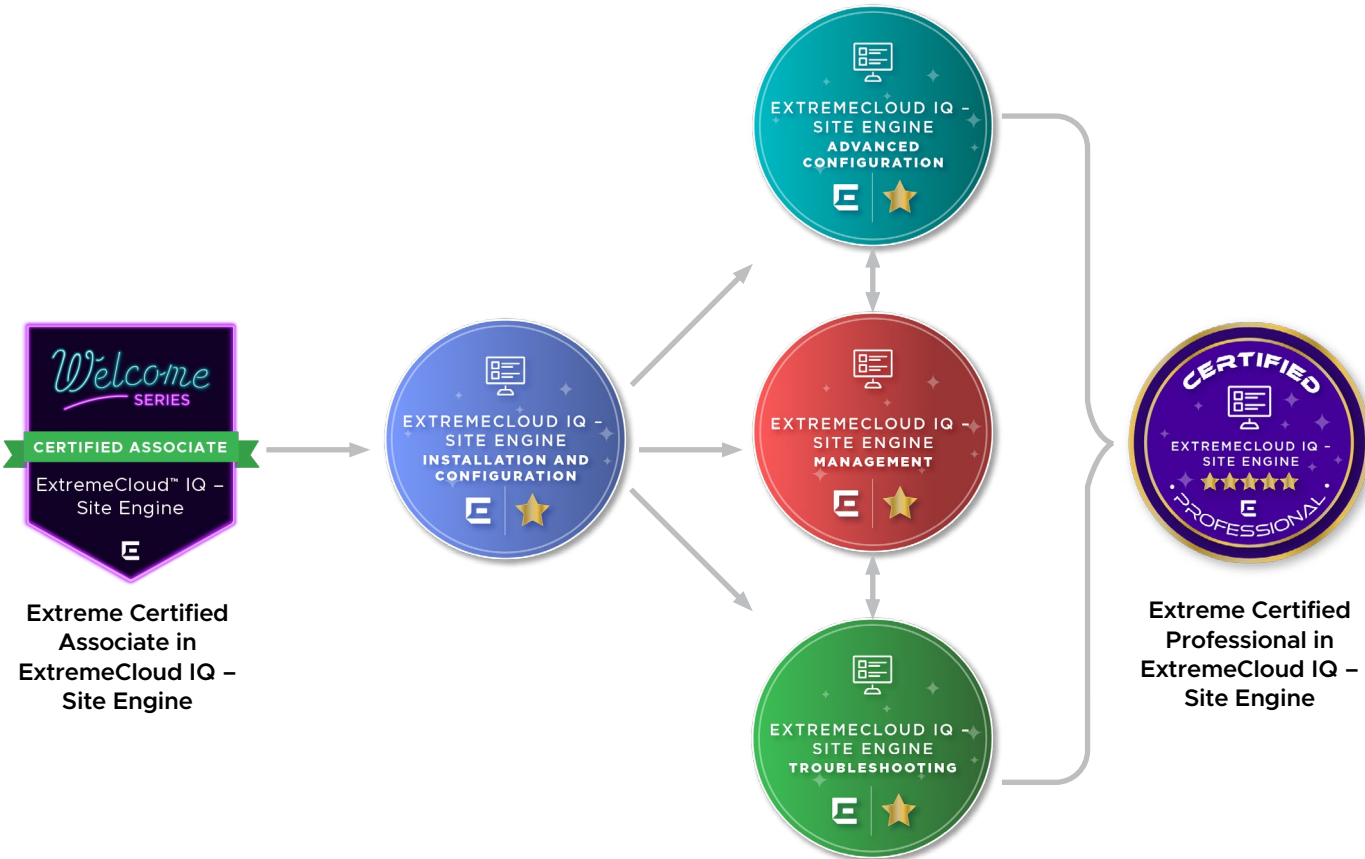 Welcome
SERIES
CERTIFIED ASSOCIATE
ExtremeCloud™ IQ –
Site Engine
Extreme Certified
Associate in
ExtremeCloud IQ –
Site Engine
EXTREMECLOUD IQ –
SITE ENGINE
INSTALLATION AND
CONFIGURATION
EXTREMECLOUD IQ –
SITE ENGINE
ADVANCED
CONFIGURATION
EXTREMECLOUD IQ –
SITE ENGINE
MANAGEMENT
EXTREMECLOUD IQ –
SITE ENGINE
TROUBLESHOOTING
CERTIFIED
EXTREMECLOUD IQ –
SITE ENGINE
• PROFESSIONAL •
Extreme Certified
Professional in
ExtremeCloud IQ –
Site Engine